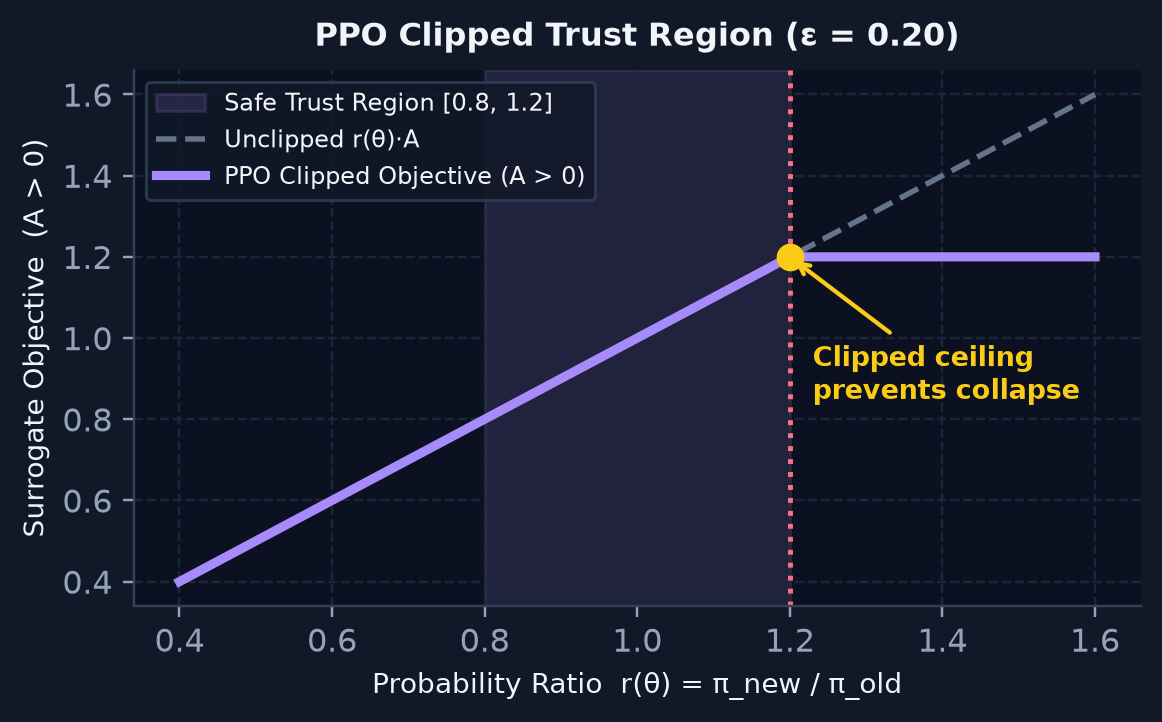 PPO Clipped Trust Region (ε = 0.20)
Safe Trust Region [0.8, 1.2]
Unclipped r(θ)·A
PPO Clipped Objective (A > 0)
Surrogate Objective (A > 0)
1.6
1.4
1.2
1.0
0.8
0.6
0.4
Clipped ceiling
prevents collapse
0.4 0.6 0.8 1.0 1.2 1.4 1.6
Probability Ratio r(θ) = π_new / π_old